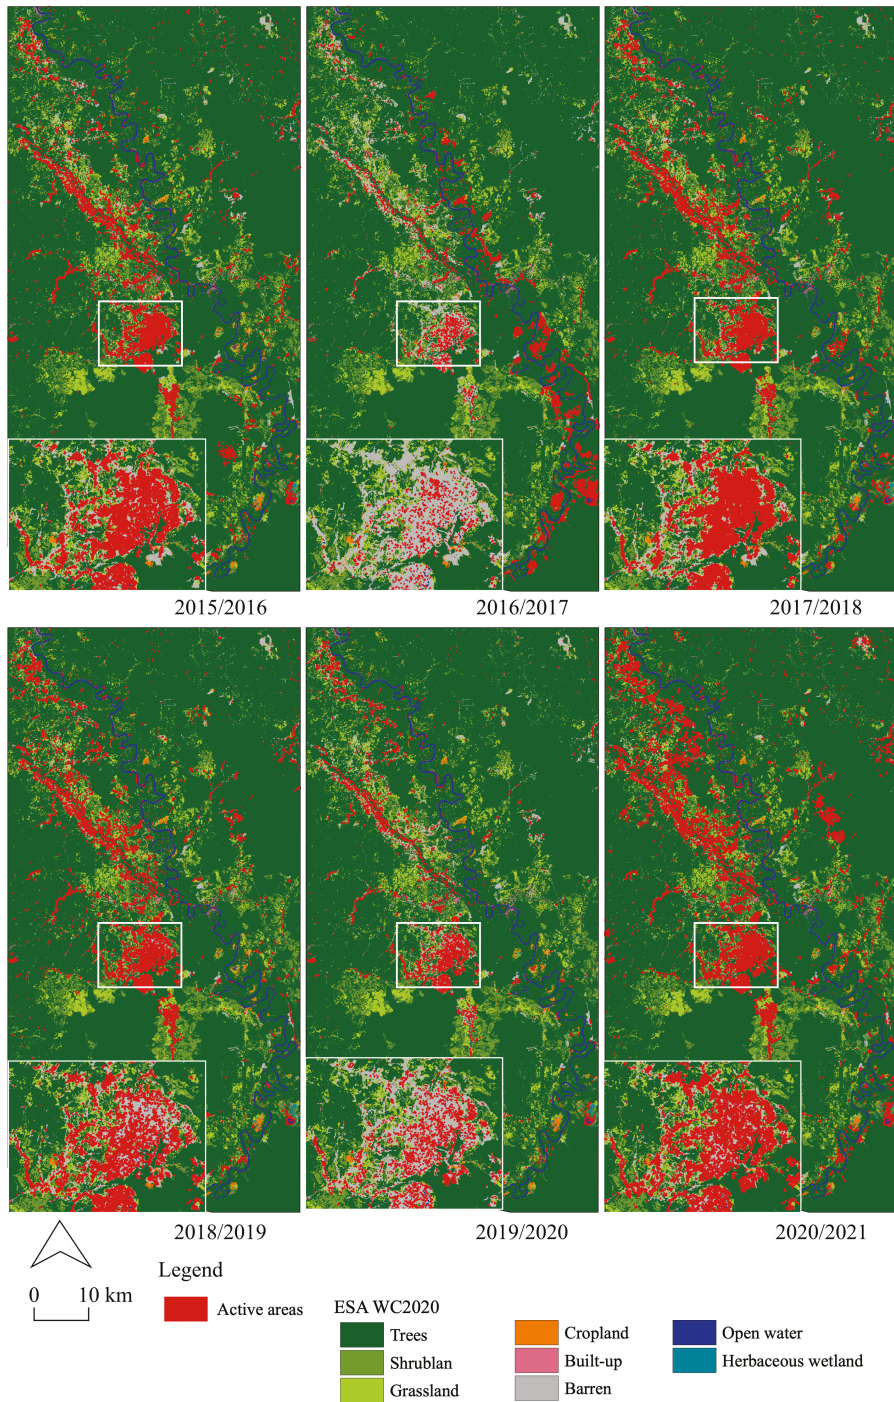 2015/2016
2016/2017
2017/2018
2018/2019
2019/2020
2020/2021
0 10 km
Legend
Active areas
ESA WC2020
Trees
Shrublan
Grassland
Cropland
Built-up
Barren
Open water
Herbaceous wetland